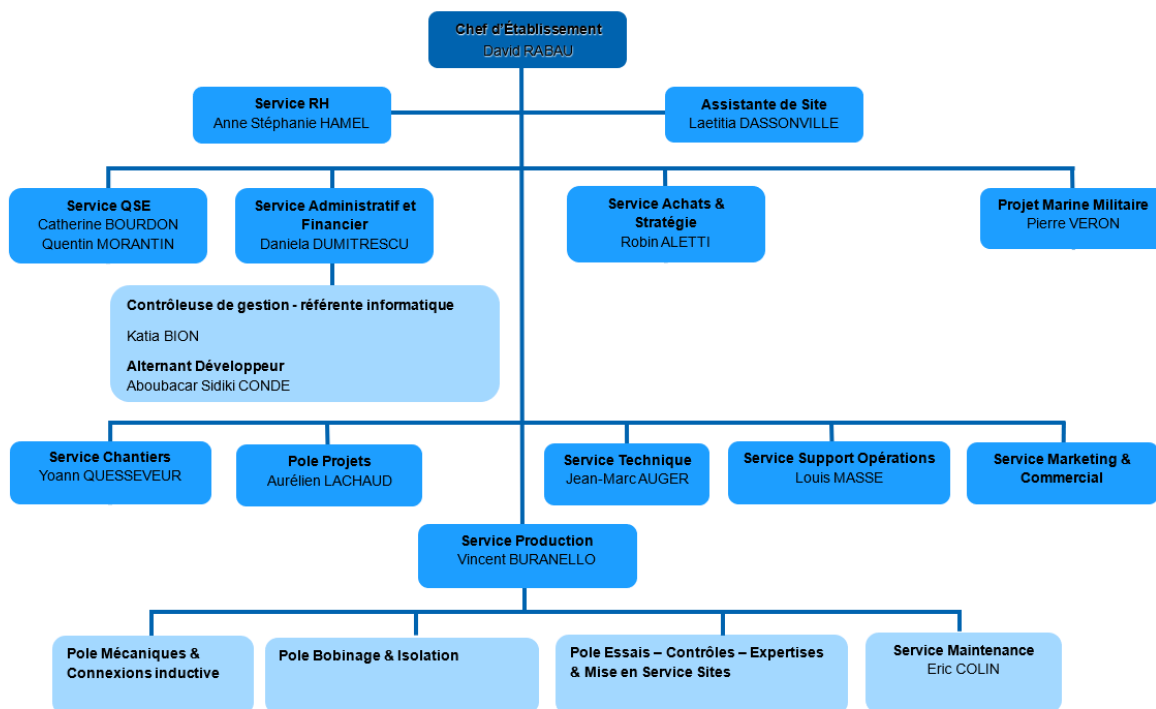 Chef d'Établissement
David RABAU
Service RH
Anne Stéphanie HAMEL
Assistante de Site
Laetitia DASSONVILLE
Service QSE
Catherine BOURDON
Quentin MORANTIN
Service Administratif et
Financier
Daniela DUMITRESCU
Service Achats &
Stratégie
Robin ALETTI
Projet Marine Militaire
Pierre VERON
Contrôleuse de gestion - référente informatique
Katia BION
Alternant Développeur
Aboubacar Sidiki CONDE
Service Chantiers
Yoann QUESSEVEUR
Pole Projets
Aurélien LACHAUD
Service Technique
Jean-Marc AUGER
Service Support Opérations
Louis MASSE
Service Marketing &
Commercial
Service Production
Vincent BURANELLO
Pole Mécaniques &
Connexions inductive
Pole Bobinage & Isolation
Pole Essais – Contrôles – Expertises
& Mise en Service Sites
Service Maintenance
Eric COLIN